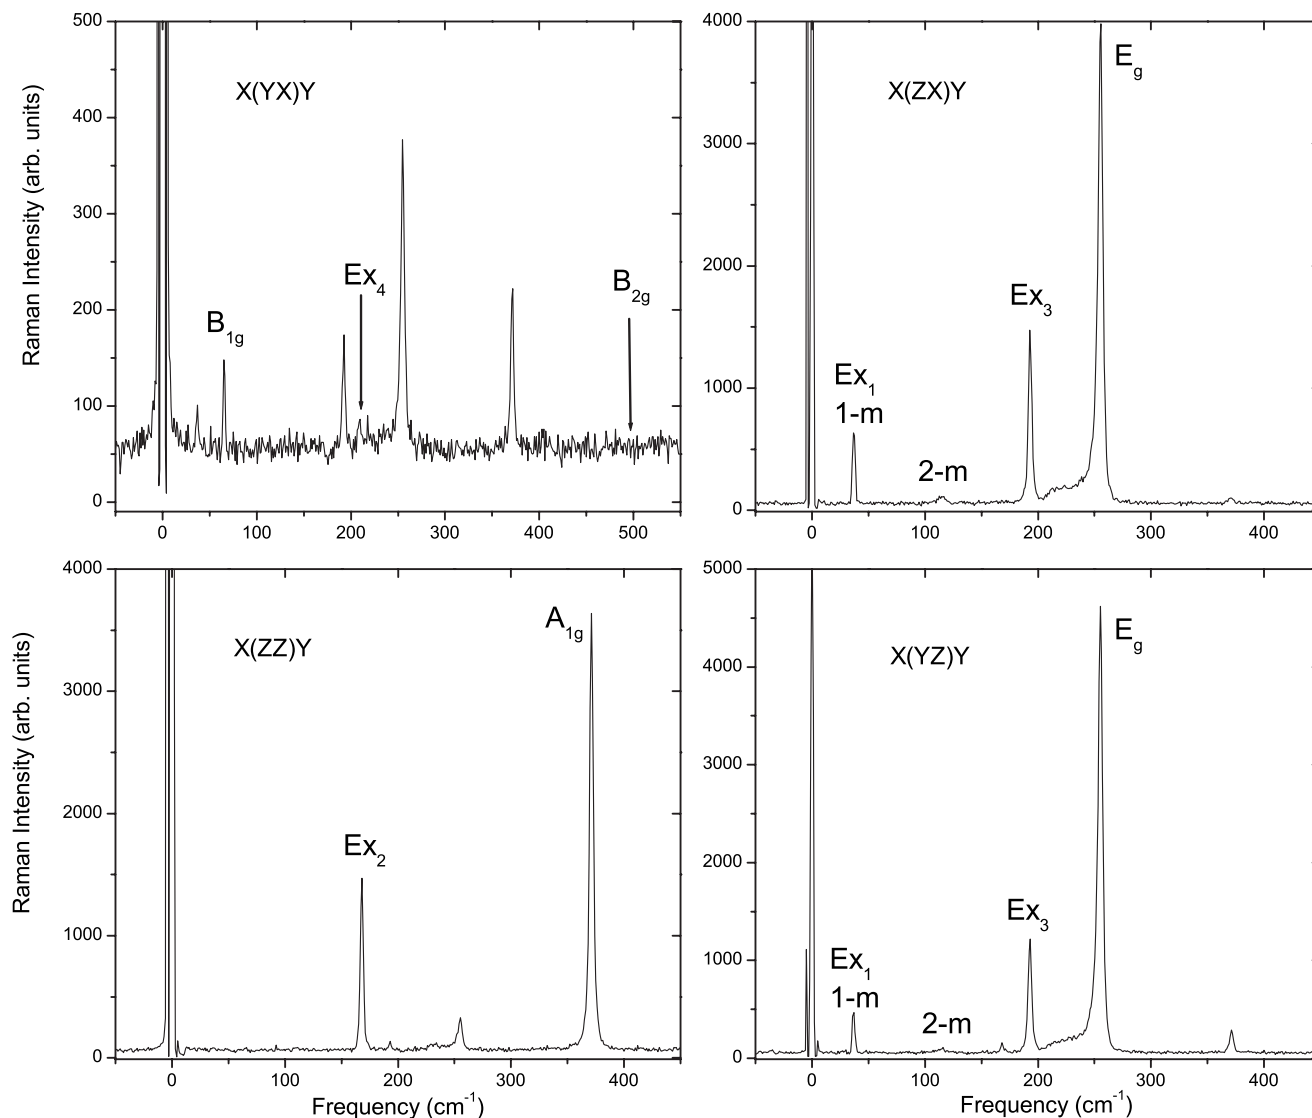 Raman Intensity (arb. units)
500
400
300
200
100
0
X(YX)Y
B1g
Ex4
B2g
0 100 200 300 400 500
4000
3000
2000
1000
0
X(ZX)Y
Eg
Ex3
Ex1
1-m
2-m
0 100 200 300 400
Raman Intensity (arb. units)
4000
3000
2000
1000
0
X(ZZ)Y
A1g
Ex2
0 100 200 300 400
Frequency (cm-1)
5000
4000
3000
2000
1000
0
X(YZ)Y
Eg
Ex3
Ex1
1-m
2-m
0 100 200 300 400
Frequency (cm-1)